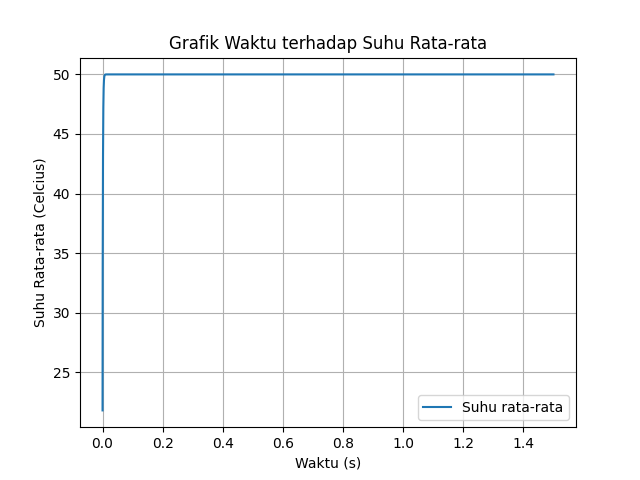 Grafik Waktu terhadap Suhu Rata-rata
50
45
40
35
30
25
Suhu Rata-rata (Celcius)
Suhu rata-rata
0.0 0.2 0.4 0.6 0.8 1.0 1.2 1.4
Waktu (s)